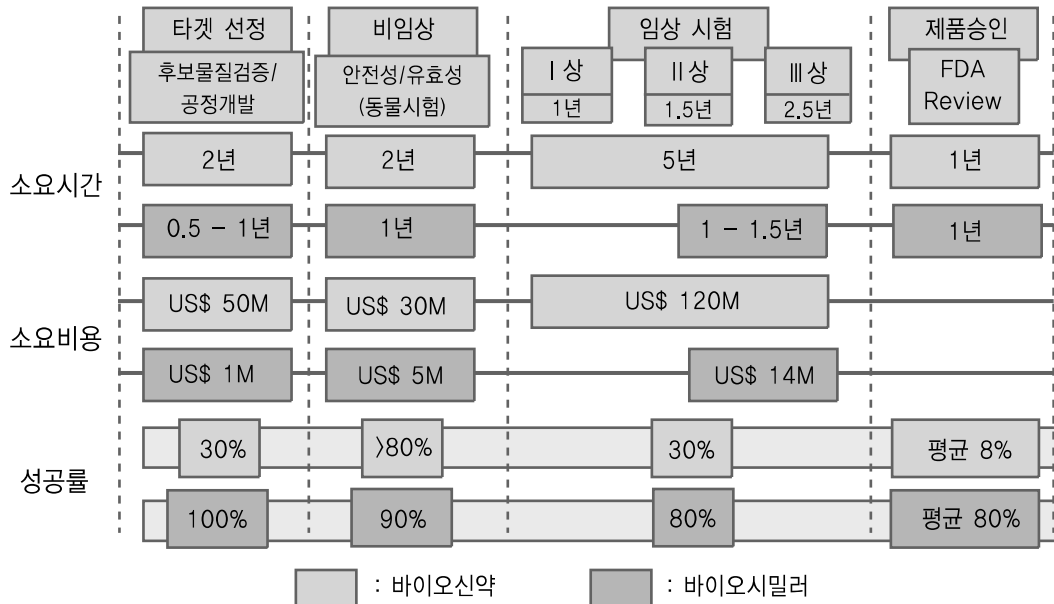 타겟 선정
후보물질검증/
공정개발
비임상
안전성/유효성
(동물시험)
임상 시험
Ⅰ상
1년
Ⅱ상
1.5년
Ⅲ상
2.5년
제품승인
FDA
Review
소요시간
2년
2년
5년
1년
0.5 - 1년
1년
1 - 1.5년
1년
소요비용
US$ 50M
US$ 30M
US$ 120M
US$ 1M
US$ 5M
US$ 14M
성공률
30%
>80%
30%
평균 8%
100%
90%
80%
평균 80%
: 바이오신약
: 바이오시밀러